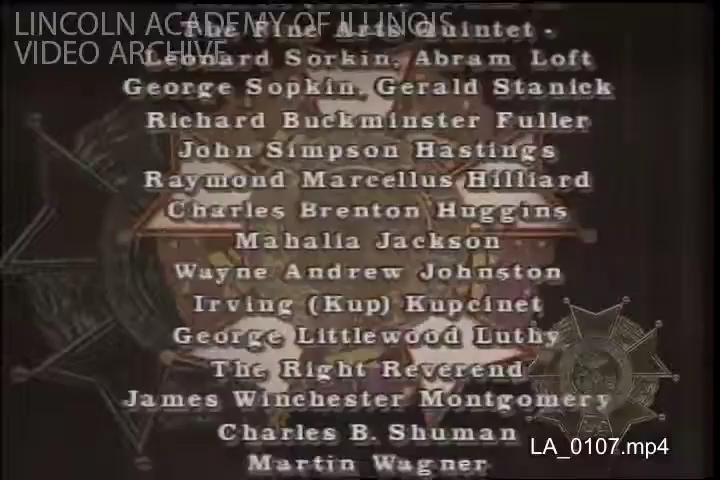 LINCOLN ACADEMY OF ILLINOIS
VIDEO ARCHIVE
The Fine Arts Quintet -
Leonard Sorkin, Abram Loft
George Sopkin, Gerald Stanick
Richard Buckminster Fuller
John Simpson Hastings
Raymond Marcellus Hilliard
Charles Brenton Huggins
Mahalia Jackson
Wayne Andrew Johnston
Irving (Kup) Kupcinet
George Littlewood Luthy
The Right Reverend
James Winchester Montgomery
Charles B. Shuman
Martin Wagner
LA_0107.mp4